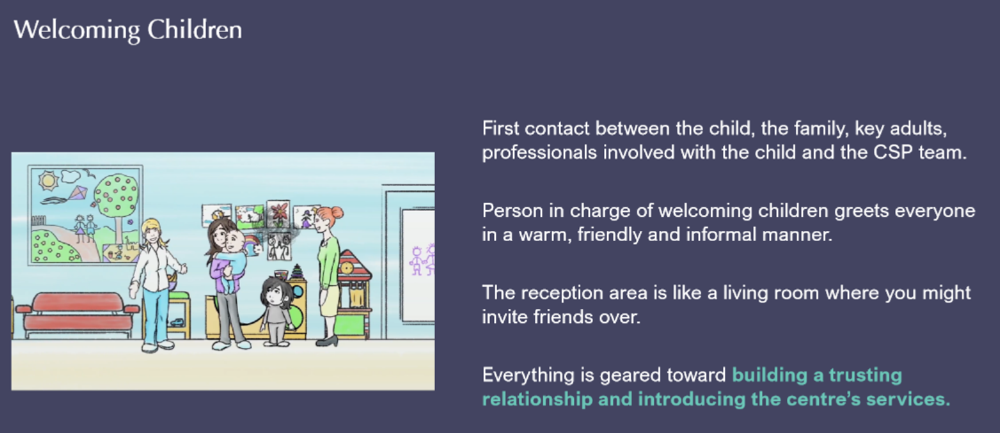 Welcoming Children
First contact between the child, the family, key adults,
professionals involved with the child and the CSP team.
Person in charge of welcoming children greets everyone
in a warm, friendly and informal manner.
The reception area is like a living room where you might
invite friends over.
Everything is geared toward building a trusting
relationship and introducing the centre’s services.